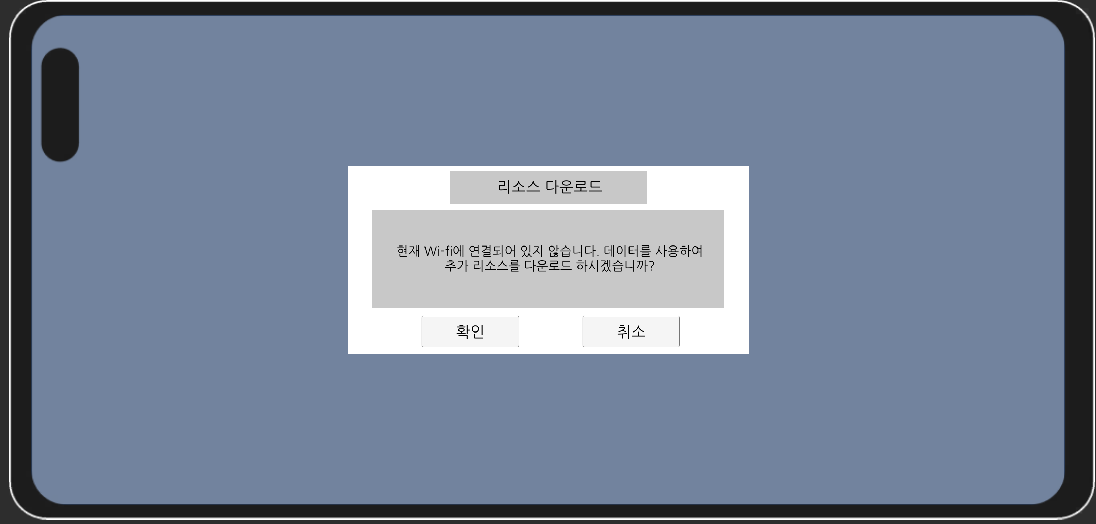 리소스 다운로드
현재 Wi-fi에 연결되어 있지 않습니다. 데이터를 사용하여
추가 리소스를 다운로드 하시겠습니까?
확인
취소